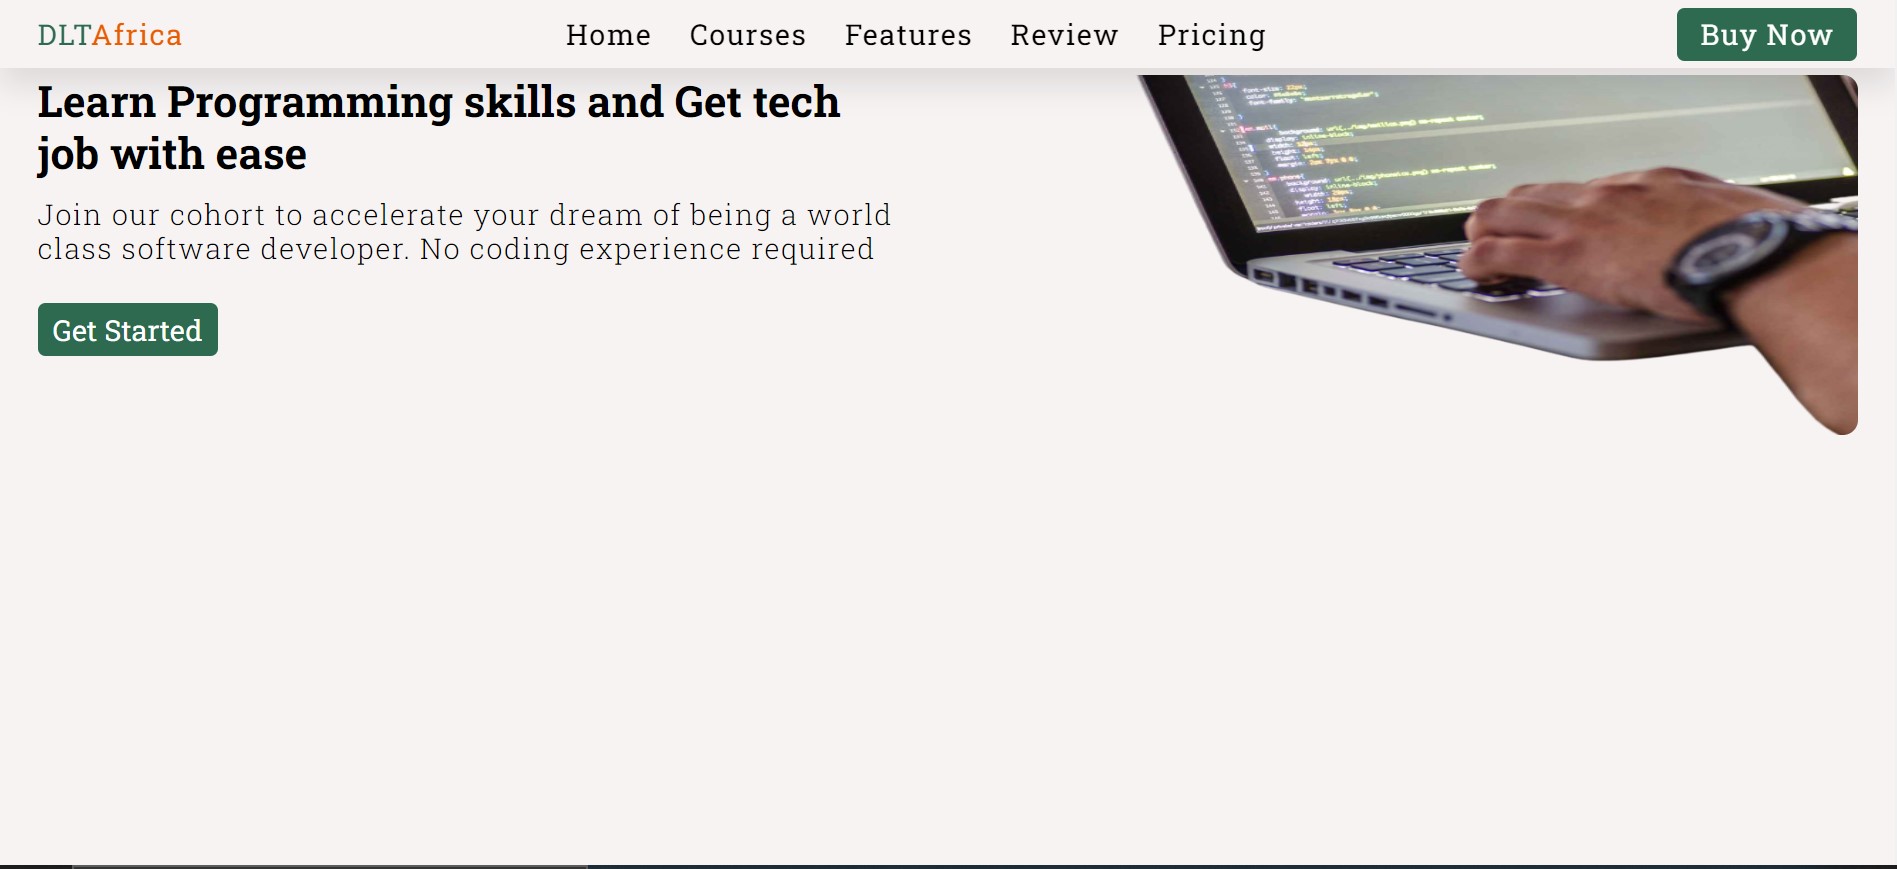 DLTAfrica
Home Courses Features Review Pricing
Buy Now
Learn Programming skills and Get tech
job with ease
Join our cohort to accelerate your dream of being a world
class software developer. No coding experience required
Get Started